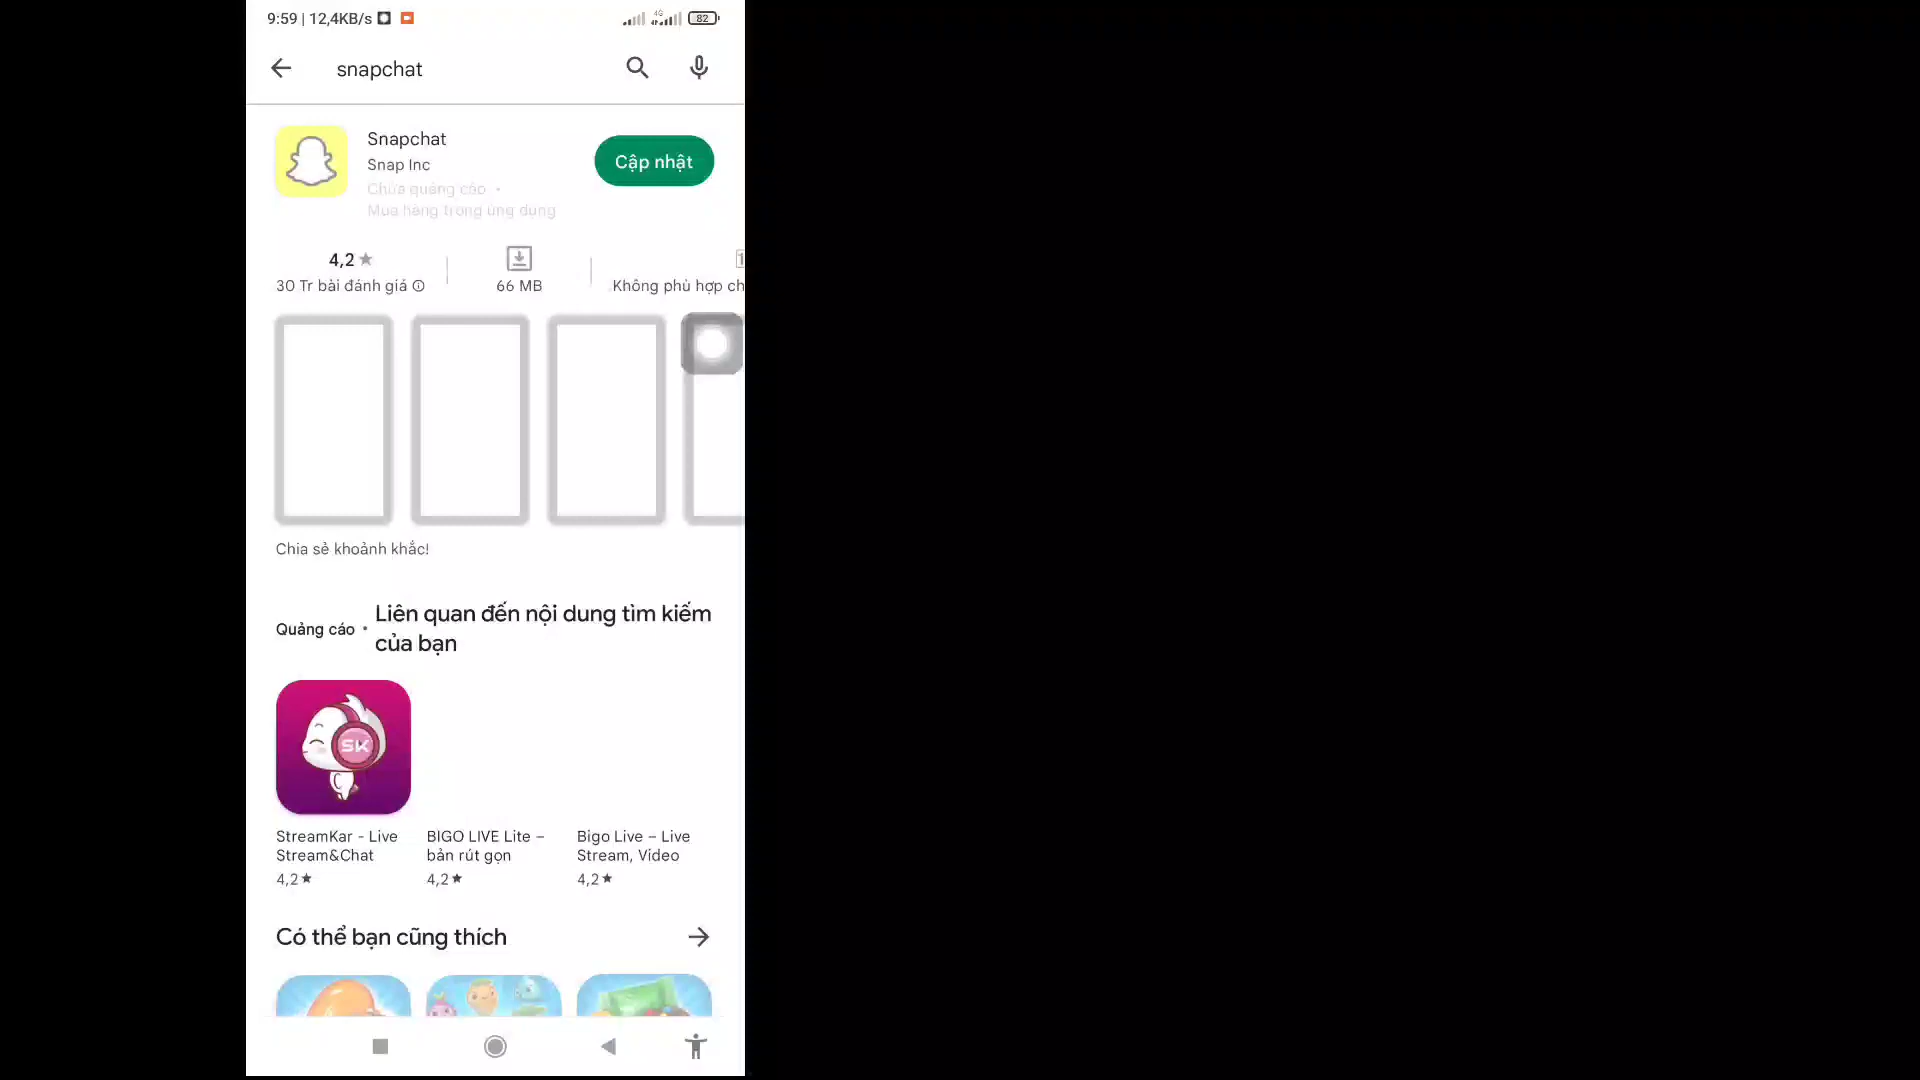 9:59 | 12,4KB/s
4G
82
snapchat
Snapchat
Snap Inc
Cập nhật
Chứa quảng cáo •
Mua hàng trong ứng dụng
4,2 ★
30 Tr bài đánh giá
66 MB
Không phù hợp ch
Chia sẻ khoảnh khắc!
Quảng cáo •
Liên quan đến nội dung tìm kiếm
của bạn
SK
StreamKar - Live
Stream&Chat
4,2 ★
BIGO LIVE Lite –
bản rút gọn
4,2 ★
Bigo Live – Live
Stream, Video
4,2 ★
Có thể bạn cũng thích